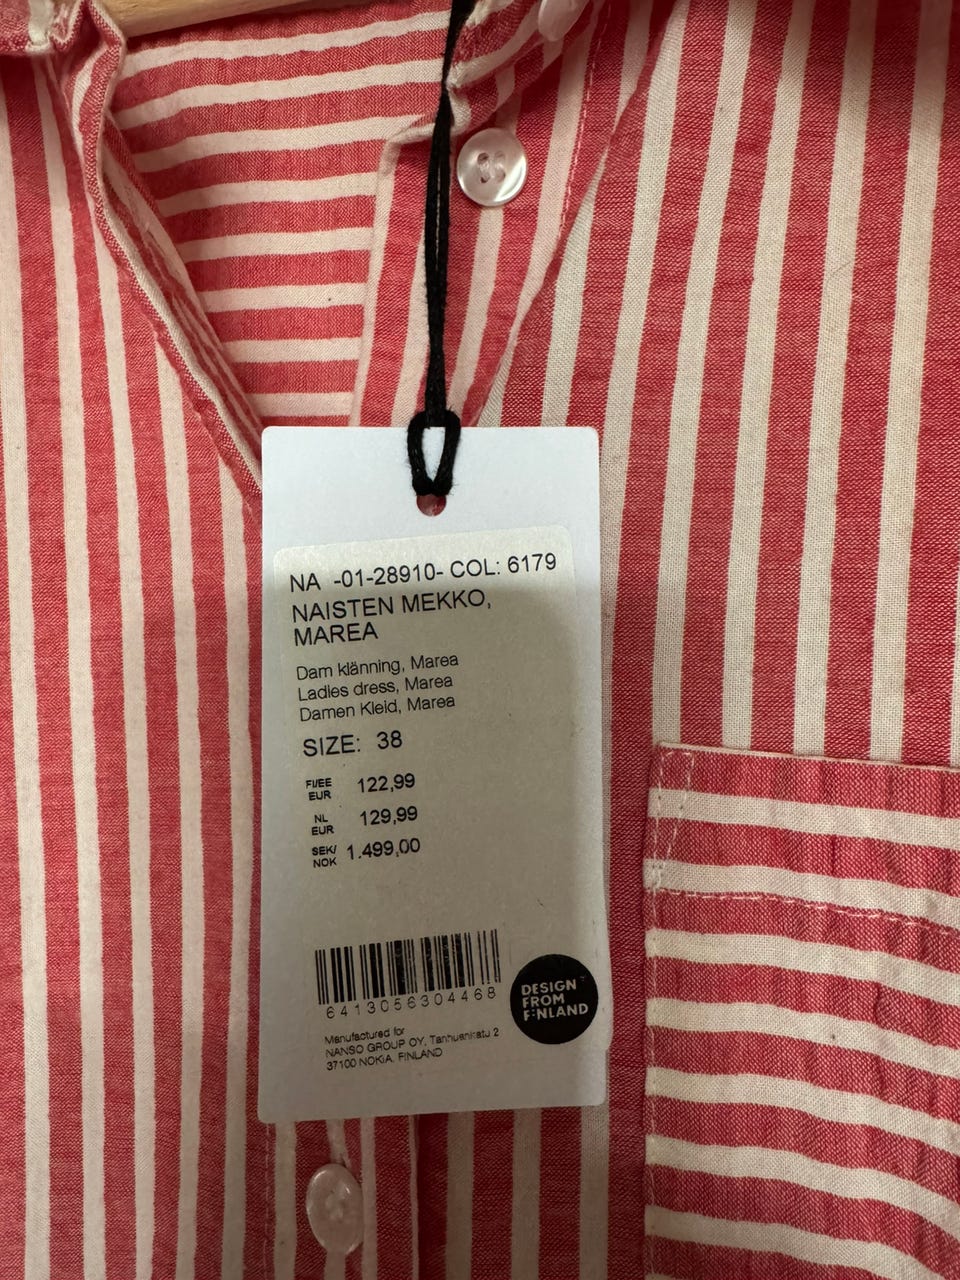 NA -01-28910- COL: 6179
NAISTEN MEKKO,
MAREA
Dam klänning, Marea
Ladies dress, Marea
Damen Kleid, Marea
SIZE: 38
FI/EE
EUR 122,99
NL
EUR 129,99
SEK/
NOK 1.499,00
6413056304468
DESIGN
FROM
FINLAND
Manufactured for
NANSO GROUP OY, Tanhuankatu 2
37100 NOKIA, FINLAND